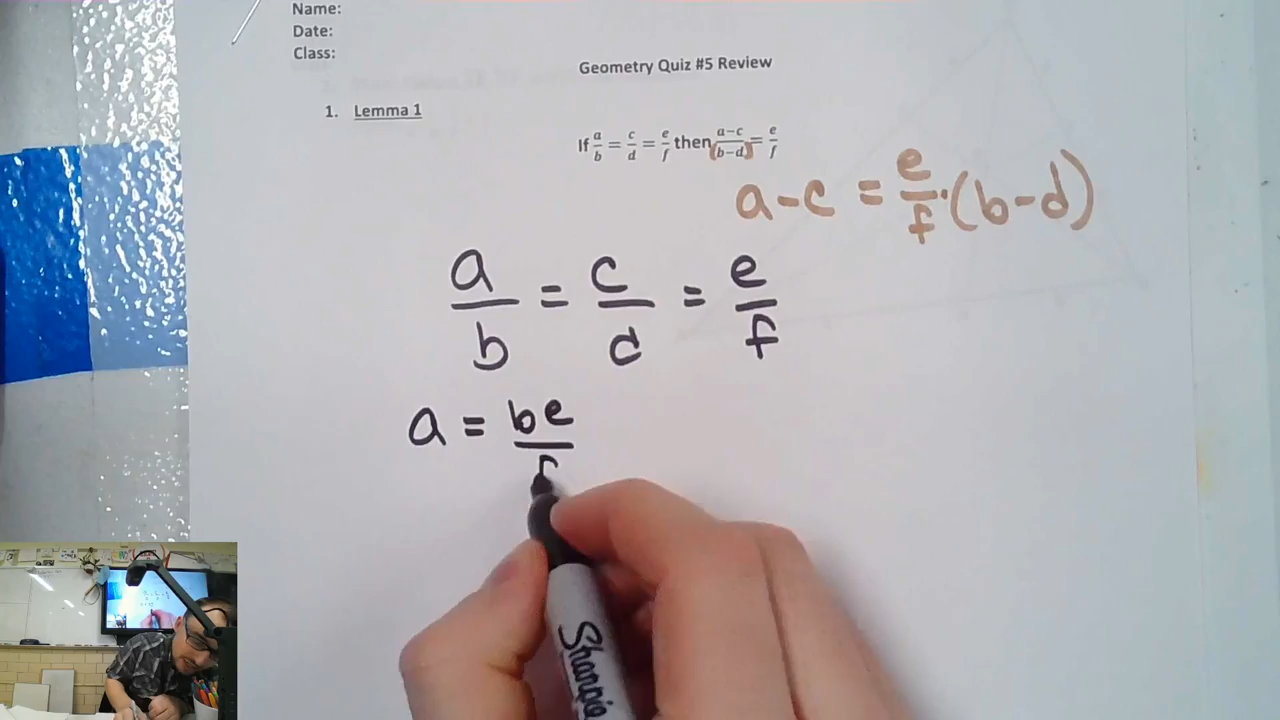 Name:
Date:
Class:
Geometry Quiz #5 Review
1. Lemma 1
If a/b = c/d = e/f then (a−c)/(b−d) = e/f
a-c = e/f·(b-d)
a/b = c/d = e/f
a = be/f
Sharpie